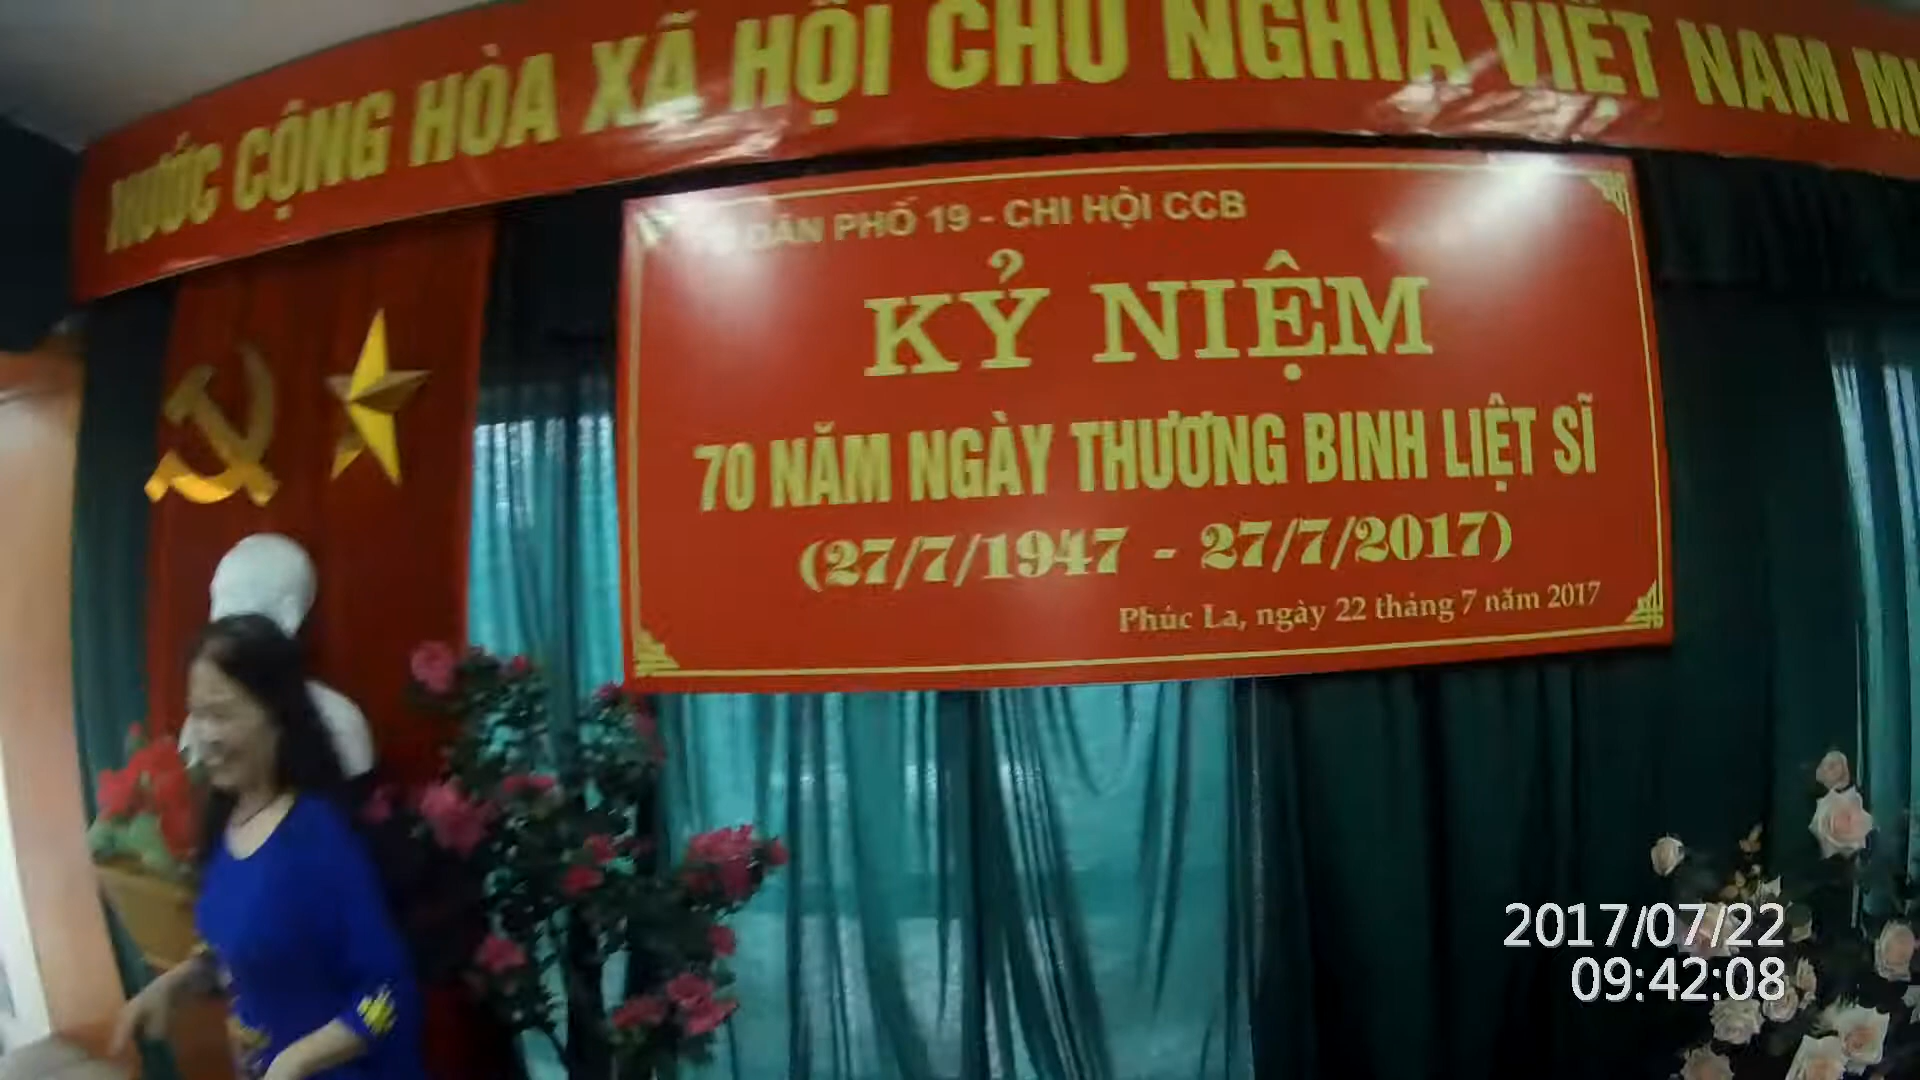 NƯỚC CỘNG HÒA XÃ HỘI CHỦ NGHĨA VIỆT NAM
DÂN PHỐ 19 - CHI HỘI CCB
KỶ NIỆM
70 NĂM NGÀY THƯƠNG BINH LIỆT SĨ
(27/7/1947 - 27/7/2017)
Phúc La, ngày 22 tháng 7 năm 2017
2017/07/22
09:42:08